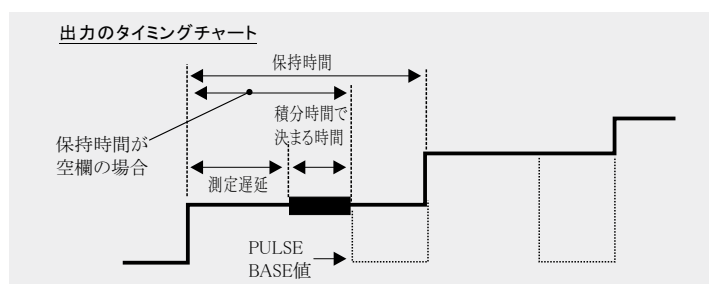 出力のタイミングチャート
保持時間
積分時間で
決まる時間
保持時間が
空欄の場合
測定遅延
PULSE
BASE値